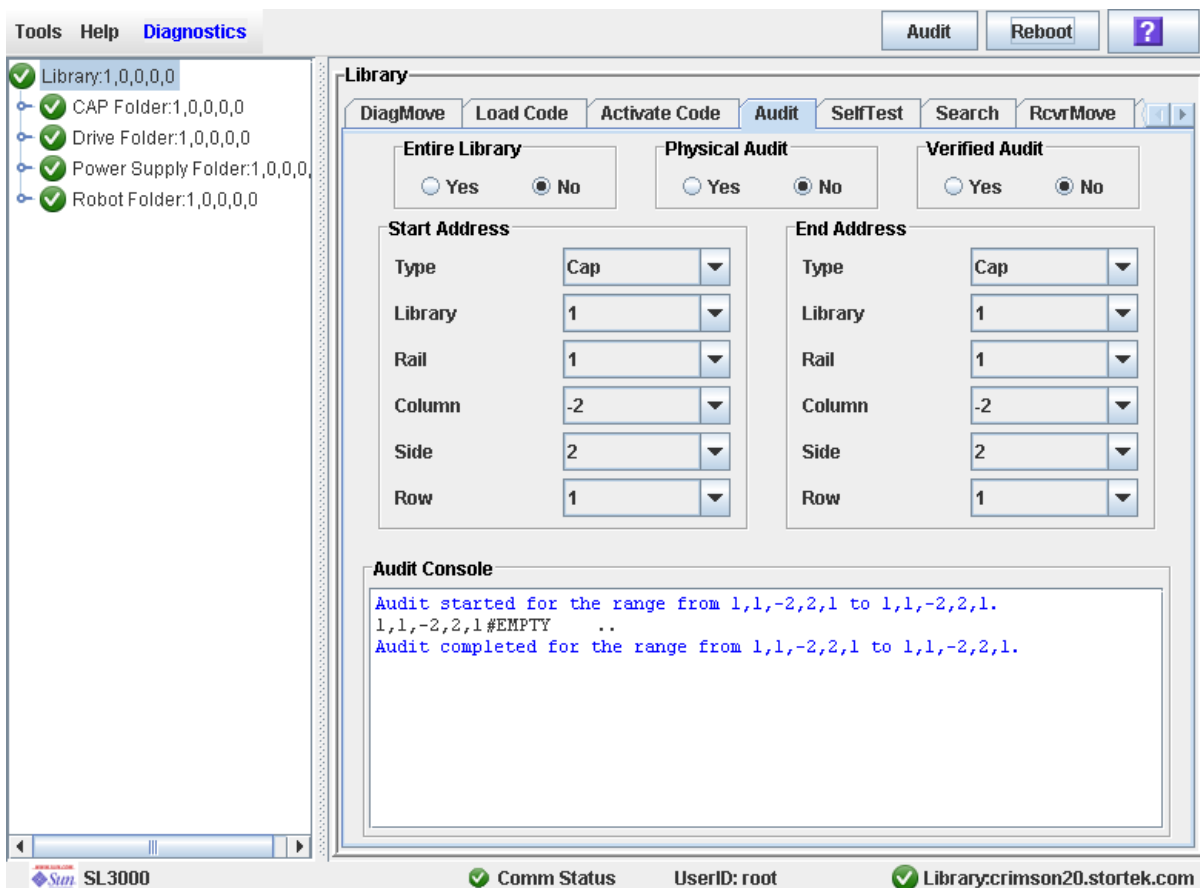 Tools Help Diagnostics
Audit Reboot ?
Library:1,0,0,0,0
CAP Folder:1,0,0,0,0
Drive Folder:1,0,0,0,0
Power Supply Folder:1,0,0,0,
Robot Folder:1,0,0,0,0
Library
DiagMove Load Code Activate Code Audit SelfTest Search RcvrMove
Entire Library Physical Audit Verified Audit
Yes No Yes No Yes No
Start Address End Address
Type Cap Type Cap
Library 1 Library 1
Rail 1 Rail 1
Column -2 Column -2
Side 2 Side 2
Row 1 Row 1
Audit Console
Audit started for the range from 1,1,-2,2,1 to 1,1,-2,2,1.
1,1,-2,2,1#EMPTY ..
Audit completed for the range from 1,1,-2,2,1 to 1,1,-2,2,1.
Sun SL3000 Comm Status UserID: root Library:crimson20.stortek.com